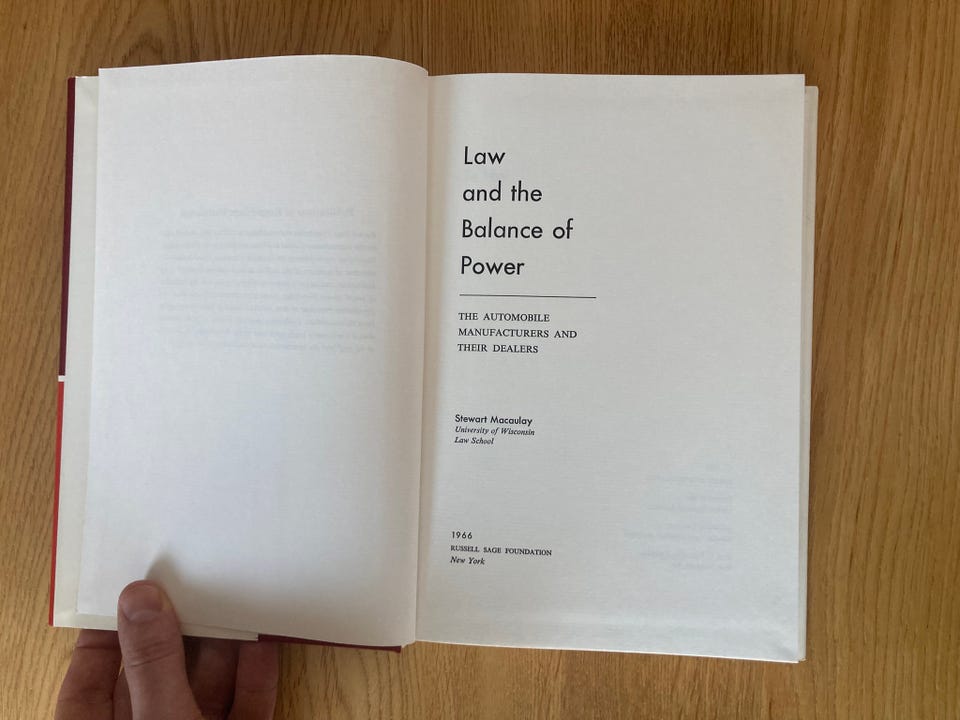 Law
and the
Balance of
Power
THE AUTOMOBILE
MANUFACTURERS AND
THEIR DEALERS
Stewart Macaulay
University of Wisconsin
Law School
1966
RUSSELL SAGE FOUNDATION
New York